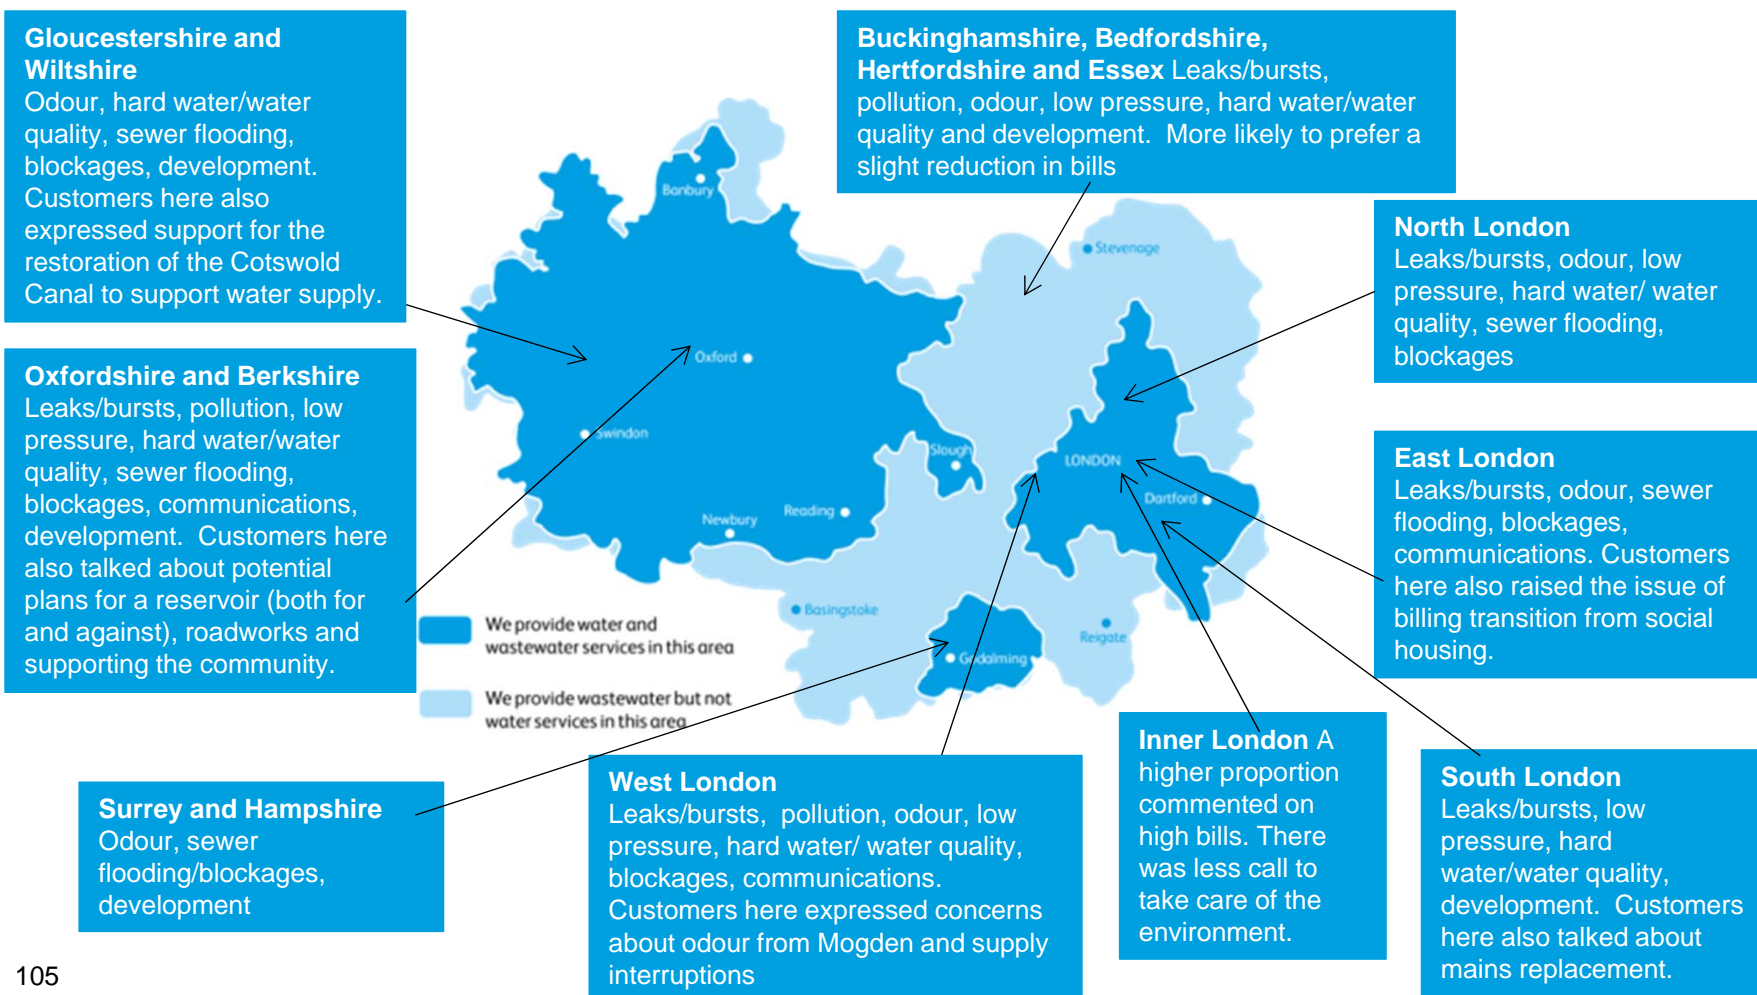 Gloucestershire and
Wiltshire
Odour, hard water/water
quality, sewer flooding,
blockages, development.
Customers here also
expressed support for the
restoration of the Cotswold
Canal to support water supply.
Buckinghamshire, Bedfordshire,
Hertfordshire and Essex Leaks/bursts,
pollution, odour, low pressure, hard water/water
quality and development.  More likely to prefer a
slight reduction in bills
North London
Leaks/bursts, odour, low
pressure, hard water/ water
quality, sewer flooding,
blockages
Oxfordshire and Berkshire
Leaks/bursts, pollution, low
pressure, hard water/water
quality, sewer flooding,
blockages, communications,
development.  Customers here
also talked about potential
plans for a reservoir (both for
and against), roadworks and
supporting the community.
East London
Leaks/bursts, odour, sewer
flooding, blockages,
communications. Customers
here also raised the issue of
billing transition from social
housing.
Banbury
Stevenage
Oxford
Swindon
Slough
LONDON
Dartford
Reading
Newbury
Basingstoke
Reigate
Godalming
We provide water and
wastewater services in this area
We provide wastewater but not
water services in this area
Surrey and Hampshire
Odour, sewer
flooding/blockages,
development
West London
Leaks/bursts,  pollution, odour, low
pressure, hard water/ water quality,
blockages, communications.
Customers here expressed concerns
about odour from Mogden and supply
interruptions
Inner London A
higher proportion
commented on
high bills. There
was less call to
take care of the
environment.
South London
Leaks/bursts, low
pressure, hard
water/water quality,
development.  Customers
here also talked about
mains replacement.
105